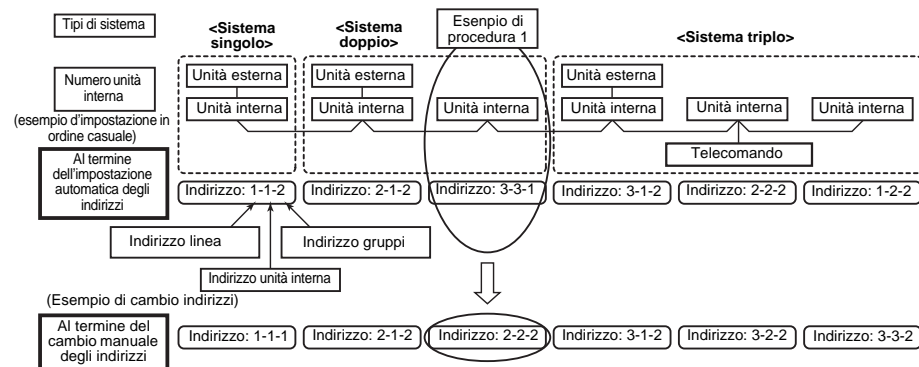 Tipi di sistema
<Sistema
singolo>
<Sistema
doppio>
Esenpio di
procedura 1
<Sistema triplo>
Numero unità
interna
(esempio d'impostazione in
ordine casuale)
Unità esterna
Unità esterna
Unità esterna
Unità interna
Unità interna
Unità interna
Unità interna
Unità interna
Unità interna
Telecomando
Al termine
dell'impostazione
automatica degli
indirizzi
Indirizzo: 1-1-2
Indirizzo: 2-1-2
Indirizzo: 3-3-1
Indirizzo: 3-1-2
Indirizzo: 2-2-2
Indirizzo: 1-2-2
Indirizzo linea
Indirizzo gruppi
Indirizzo unità interna
(Esempio di cambio indirizzi)
Al termine del
cambio manuale
degli indirizzi
Indirizzo: 1-1-1
Indirizzo: 2-1-2
Indirizzo: 2-2-2
Indirizzo: 3-1-2
Indirizzo: 3-2-2
Indirizzo: 3-3-2